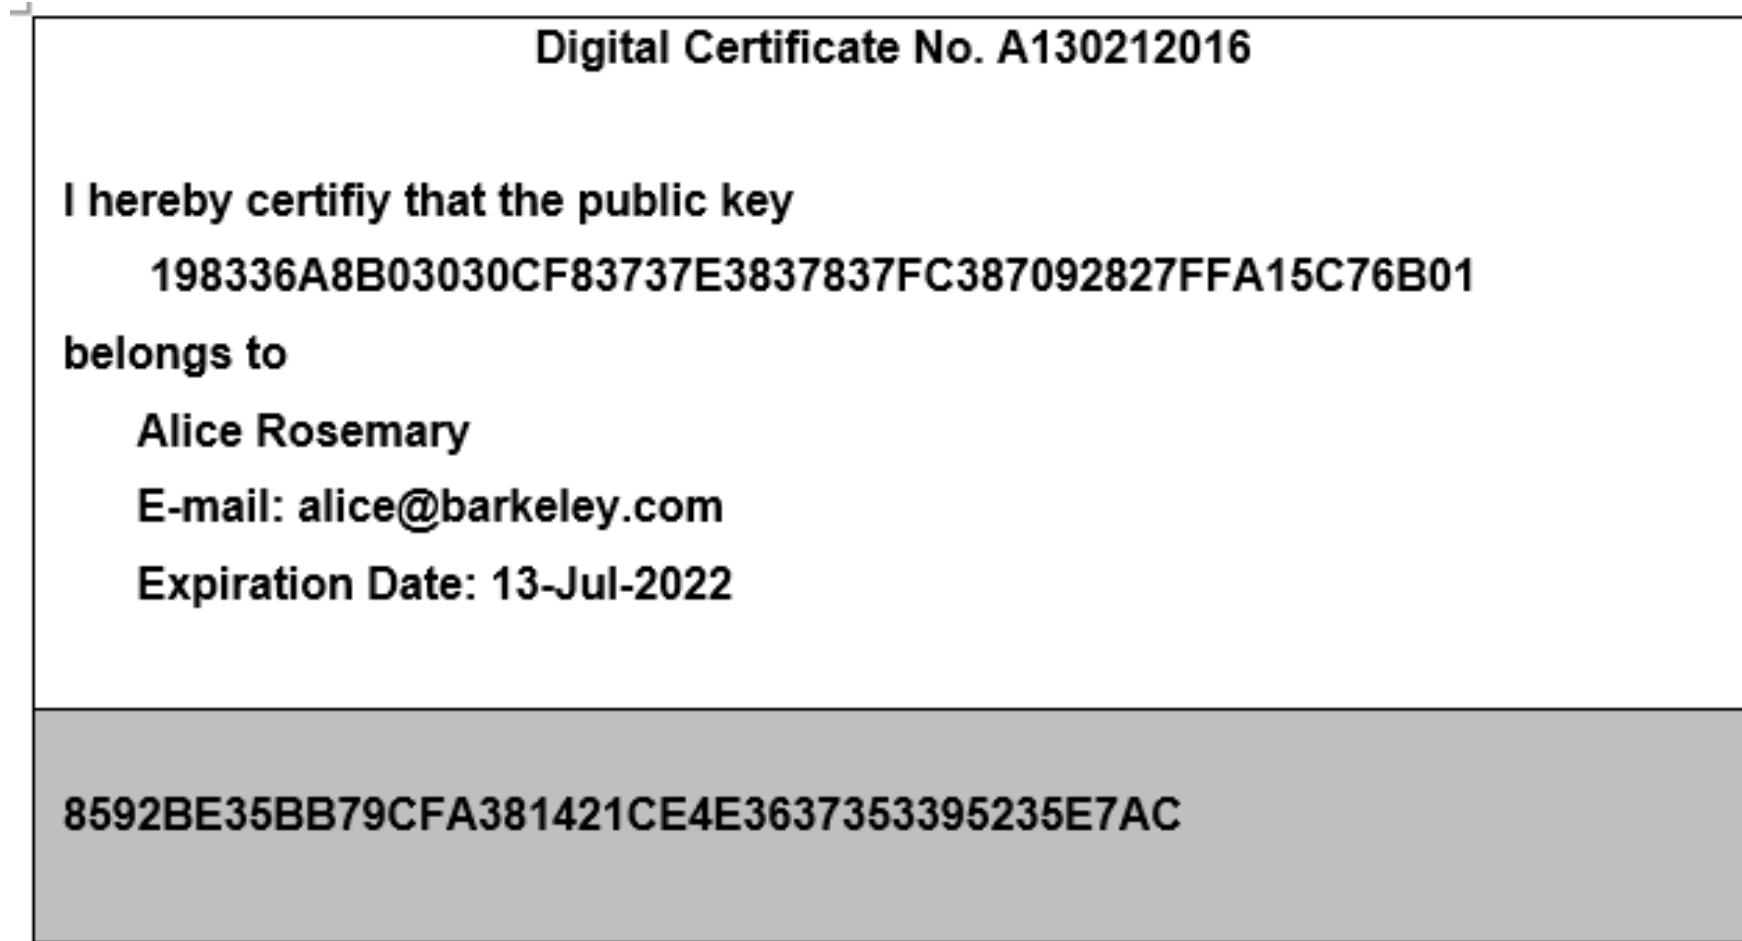 Digital Certificate No. A130212016
I hereby certifiy that the public key
198336A8B03030CF83737E3837837FC387092827FFA15C76B01
belongs to
Alice Rosemary
E-mail: alice@barkeley.com
Expiration Date: 13-Jul-2022
8592BE35BB79CFA381421CE4E3637353395235E7AC